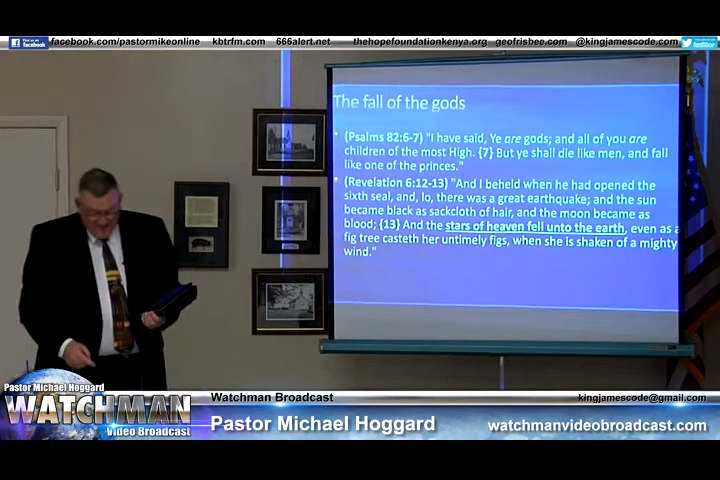 Find us on facebook
facebook.com/pastormikeonline kbtrfm.com 666alert.net thehopefoundationkenya.org geofrisbee.com @kingjamescode.com
The fall of the gods
(Psalms 82:6-7) "I have said, Ye are gods; and all of you are
children of the most High. {7} But ye shall die like men, and fall
like one of the princes."
(Revelation 6:12-13) "And I beheld when he had opened the
sixth seal, and, lo, there was a great earthquake; and the sun
became black as sackcloth of hair, and the moon became as
blood; {13} And the stars of heaven fell unto the earth, even as a
fig tree casteth her untimely figs, when she is shaken of a mighty
wind."
Pastor Michael Hoggard
WATCHMAN
Video Broadcast
Watchman Broadcast
kingjamescode@gmail.com
Pastor Michael Hoggard
watchmanvideobroadcast.com